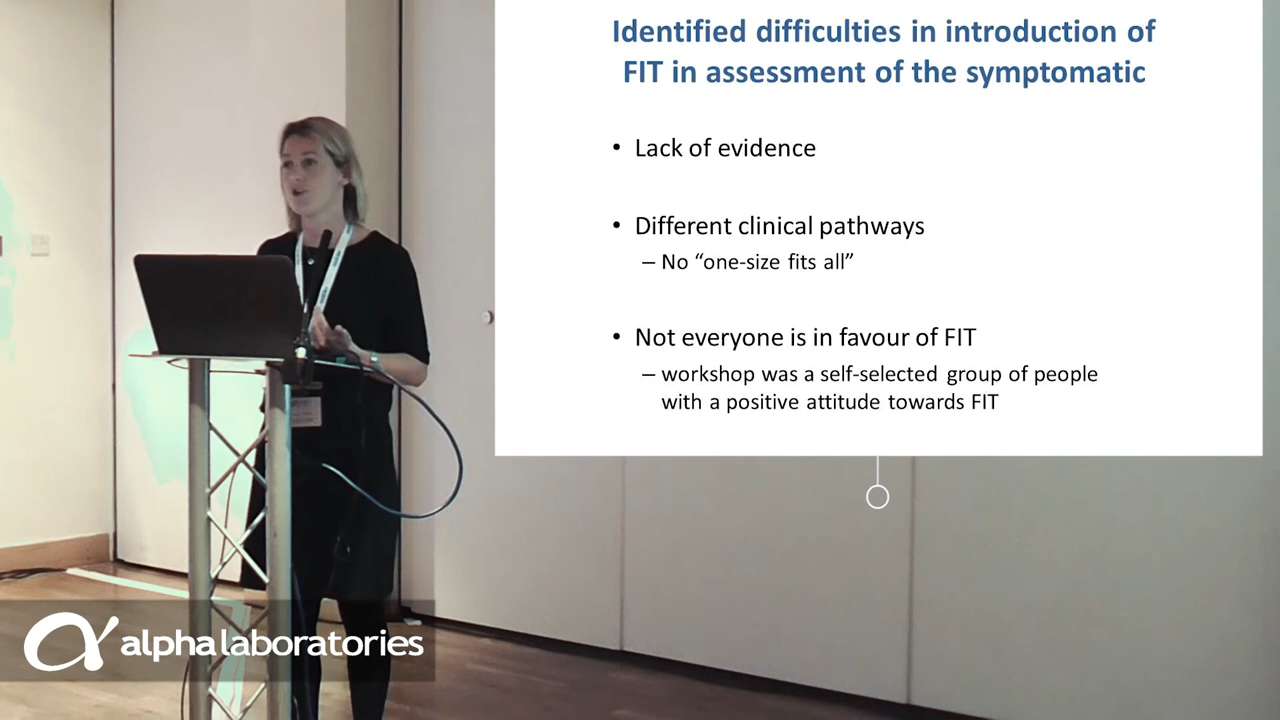 Identified difficulties in introduction of
FIT in assessment of the symptomatic
• Lack of evidence
• Different clinical pathways
– No “one-size fits all”
• Not everyone is in favour of FIT
– workshop was a self-selected group of people
with a positive attitude towards FIT
alphalaboratories